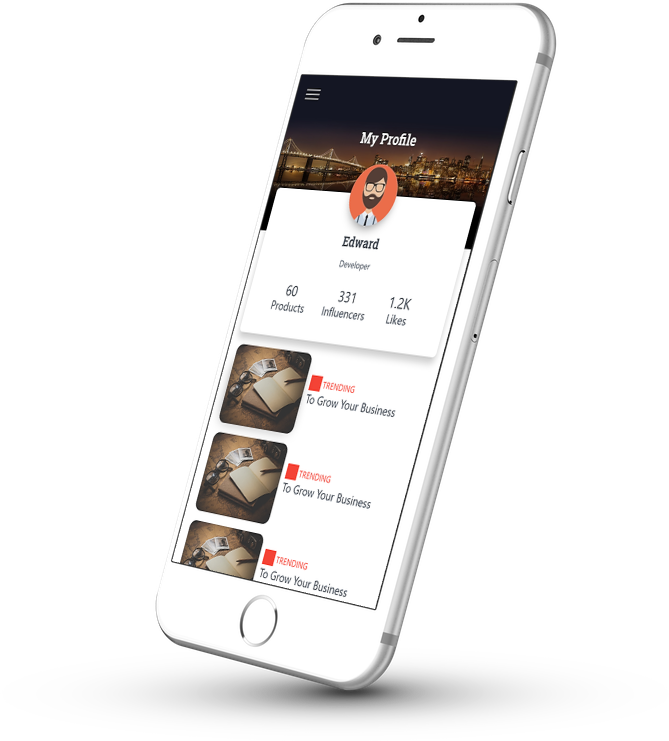 My Profile
Edward
Developer
60
Products
331
Influencers
1.2K
Likes
TRENDING
To Grow Your Business
TRENDING
To Grow Your Business
TRENDING
To Grow Your Business